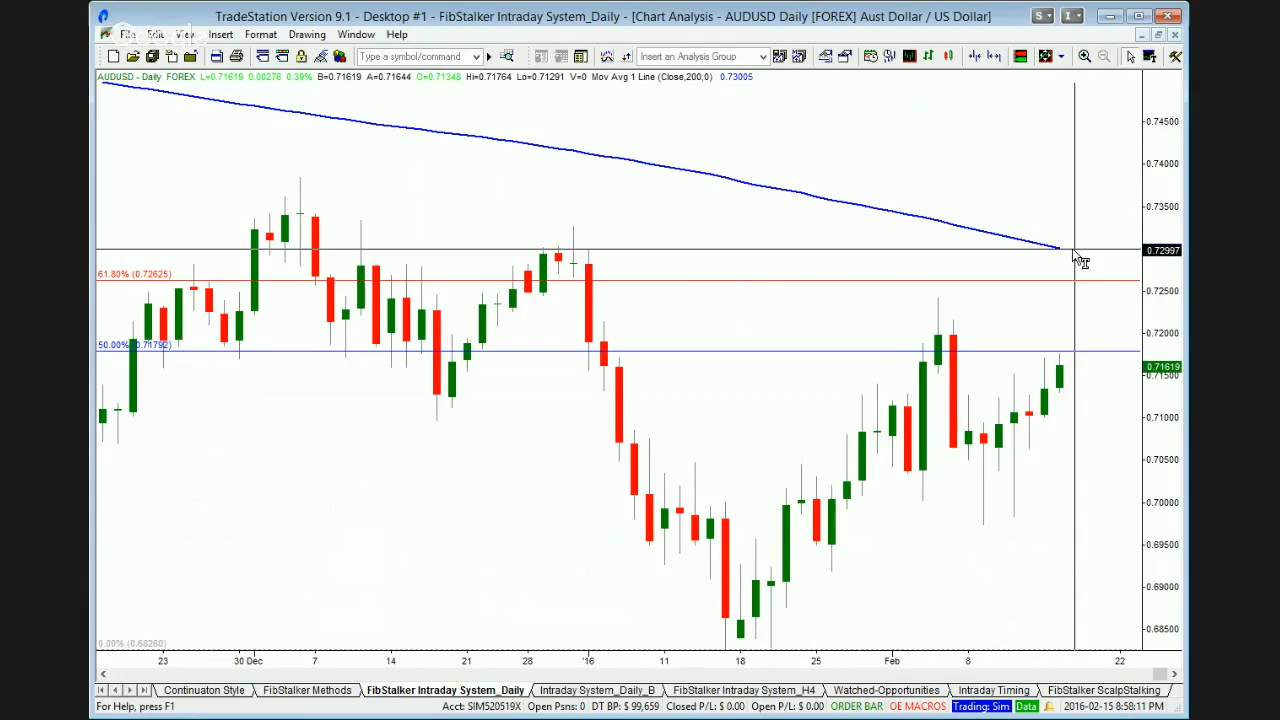 TradeStation Version 9.1 - Desktop #1 - FibStalker Intraday System_Daily - [Chart Analysis - AUDUSD Daily [FOREX] Aust Dollar / US Dollar]
S I
File Edit View Insert Format Drawing Window Help
Type a symbol/command Insert an Analysis Group
AUDUSD - Daily FOREX L=0.71619 0.00276 0.39% B=0.71619 A=0.71644 O=0.71348 Hi=0.71764 Lo=0.71291 V=0 Mov Avg 1 Line (Close,200,0) 0.73005
0.74500
0.74000
0.73500
0.72997
61.80% (0.72625)
0.72500
0.72000
50.00% (0.71792)
0.71619
0.71500
0.71000
0.70500
0.70000
0.69500
0.69000
0.68500
0.00% (0.68260)
23 30 Dec 7 14 21 28 '16 11 18 25 Feb 8 22
Continuaton Style FibStalker Methods FibStalker Intraday System_Daily Intraday System_Daily_B FibStalker Intraday System_H4 Watched-Opportunities Intraday Timing FibStalker ScalpStalking
For Help, press F1 Acct: SIM520519X Open Psns: 0 DT BP: $ 99,659 Closed P/L: $ 0.00 Open P/L: $ 0.00 ORDER BAR OE MACROS Trading: Sim Data 2016-02-15 8:58:11 PM